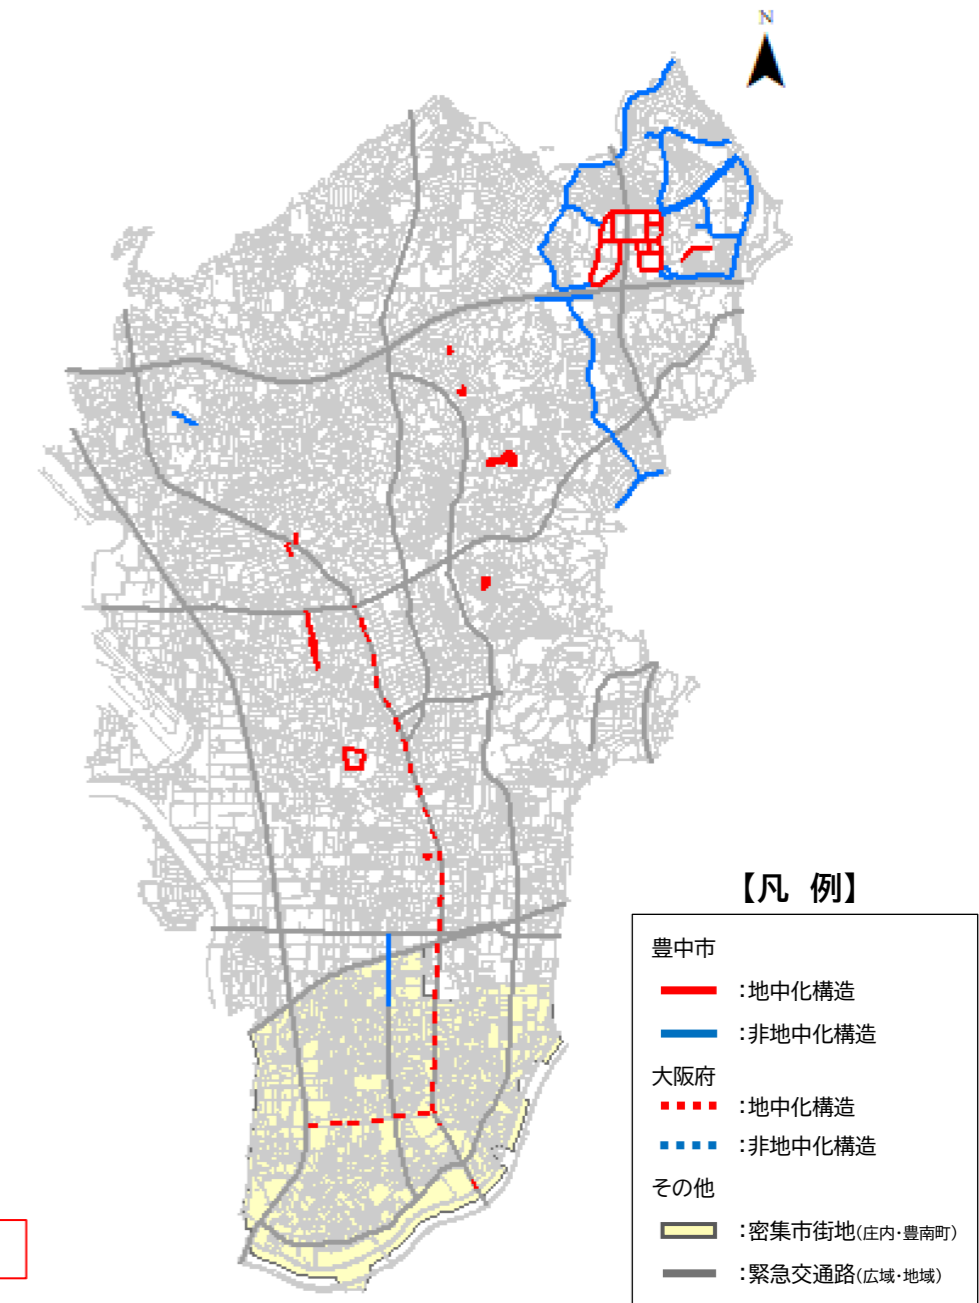 N
【凡 例】
豊中市
：地中化構造
：非地中化構造
大阪府
：地中化構造
：非地中化構造
その他
：密集市街地(庄内・豊南町)
：緊急交通路(広域・地域)